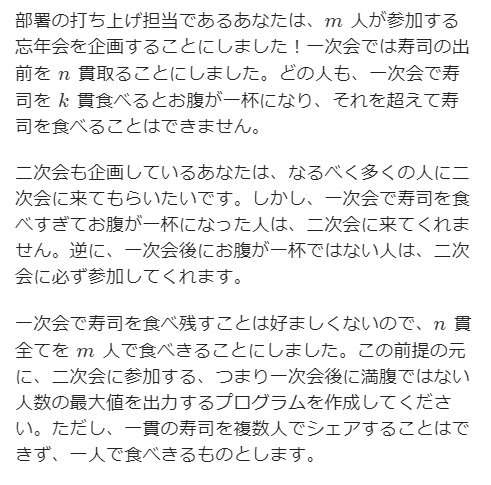 部署の打ち上げ担当であるあなたは、m 人が参加する
忘年会を企画することにしました！一次会では寿司の出
前を n 貫取ることにしました。どの人も、一次会で寿
司を k 貫食べるとお腹が一杯になり、それを超えて寿
司を食べることはできません。
二次会も企画しているあなたは、なるべく多くの人に二
次会に来てもらいたいです。しかし、一次会で寿司を食
べすぎてお腹が一杯になった人は、二次会に来てくれま
せん。逆に、一次会後にお腹が一杯ではない人は、二次
会に必ず参加してくれます。
一次会で寿司を食べ残すことは好ましくないので、n 貫
全てを m 人で食べきることにしました。この前提の元
に、二次会に参加する、つまり一次会後に満腹ではない
人数の最大値を出力するプログラムを作成してくださ
い。ただし、一貫の寿司を複数人でシェアすることはで
きず、一人で食べきるものとします。